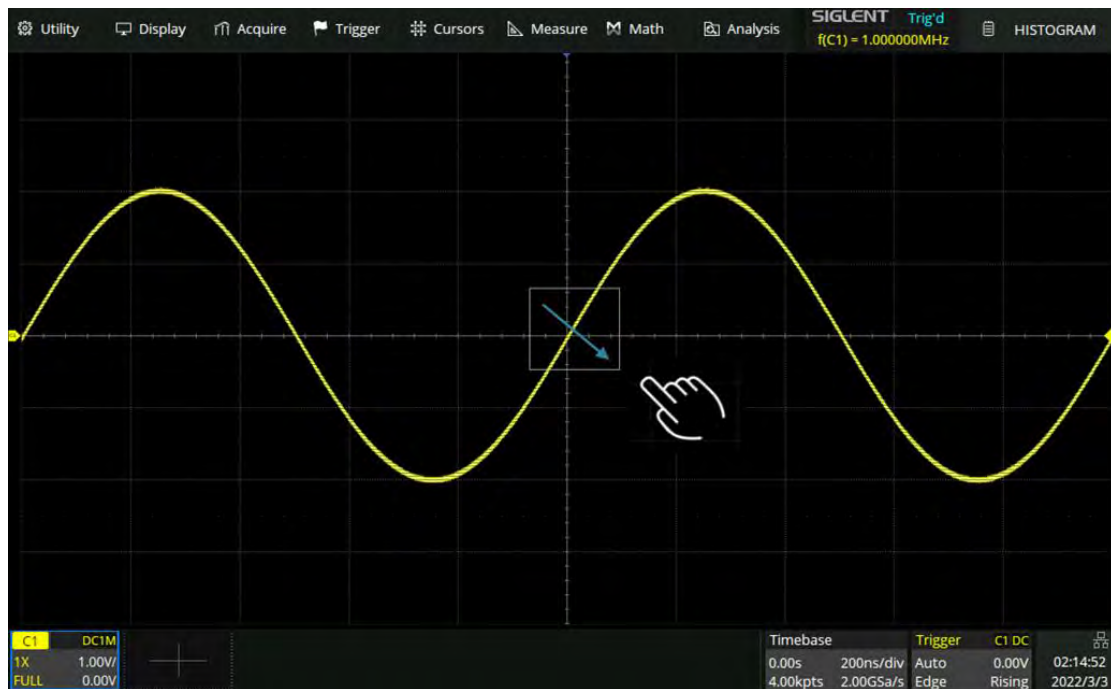 Utility Display Acquire Trigger Cursors Measure Math Analysis SIGLENT Trig'd HISTOGRAM
f(C1) = 1.000000MHz
C1 DC1M Timebase Trigger C1 DC
1X 1.00V/ 0.00s 200ns/div Auto 0.00V 02:14:52
FULL 0.00V 4.00kpts 2.00GSa/s Edge Rising 2022/3/3